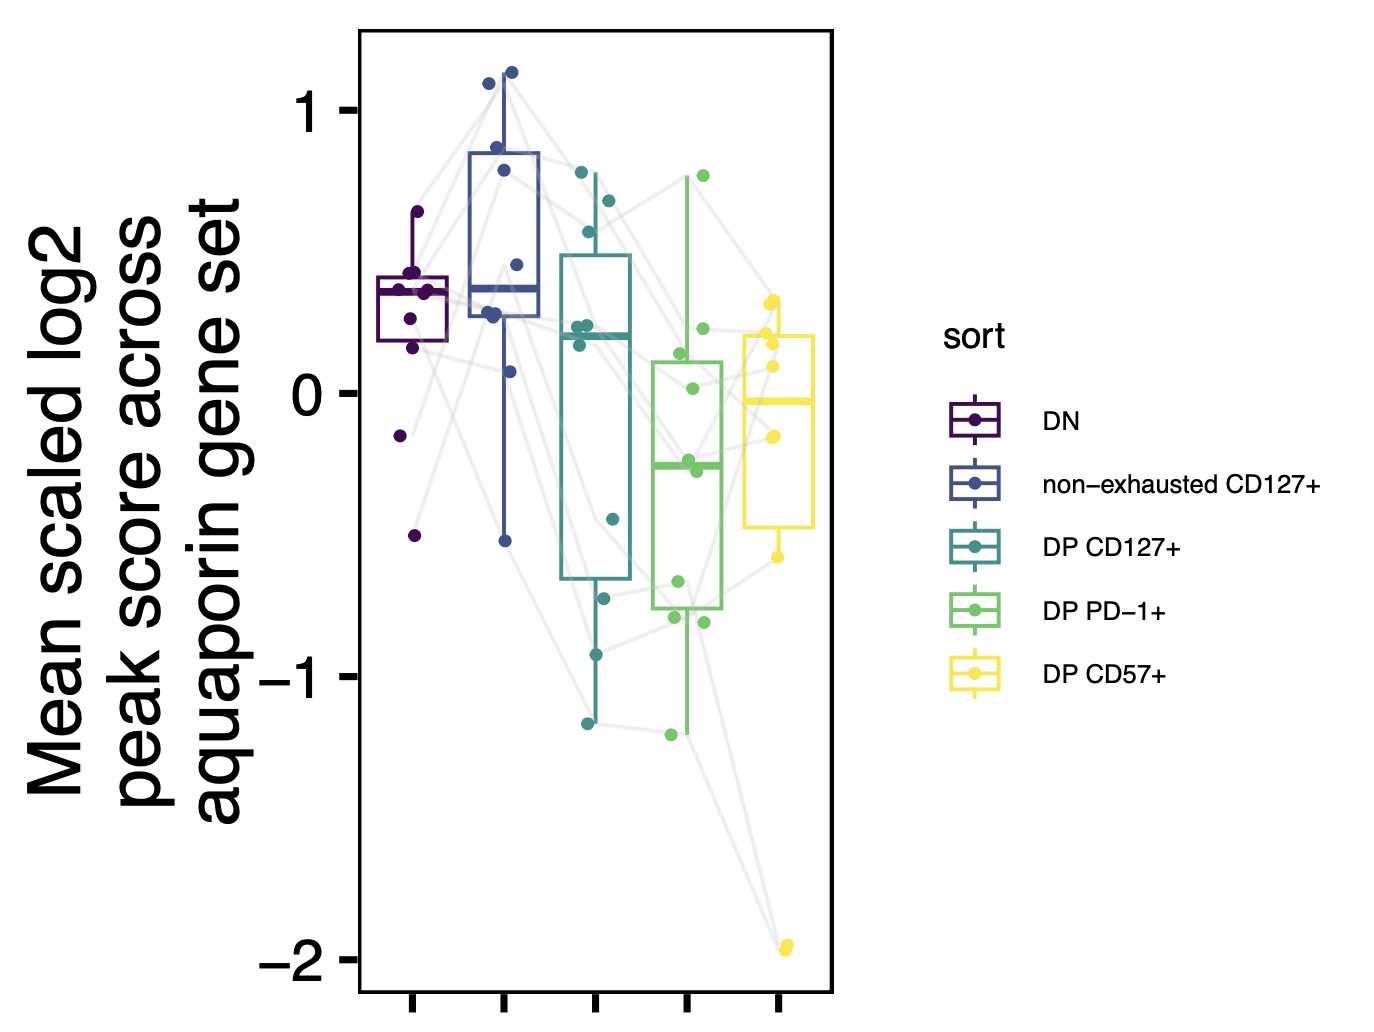 Mean scaled log2
peak score across
aquaporin gene set
1
0
−1
−2
sort
DN
non−exhausted CD127+
DP CD127+
DP PD−1+
DP CD57+